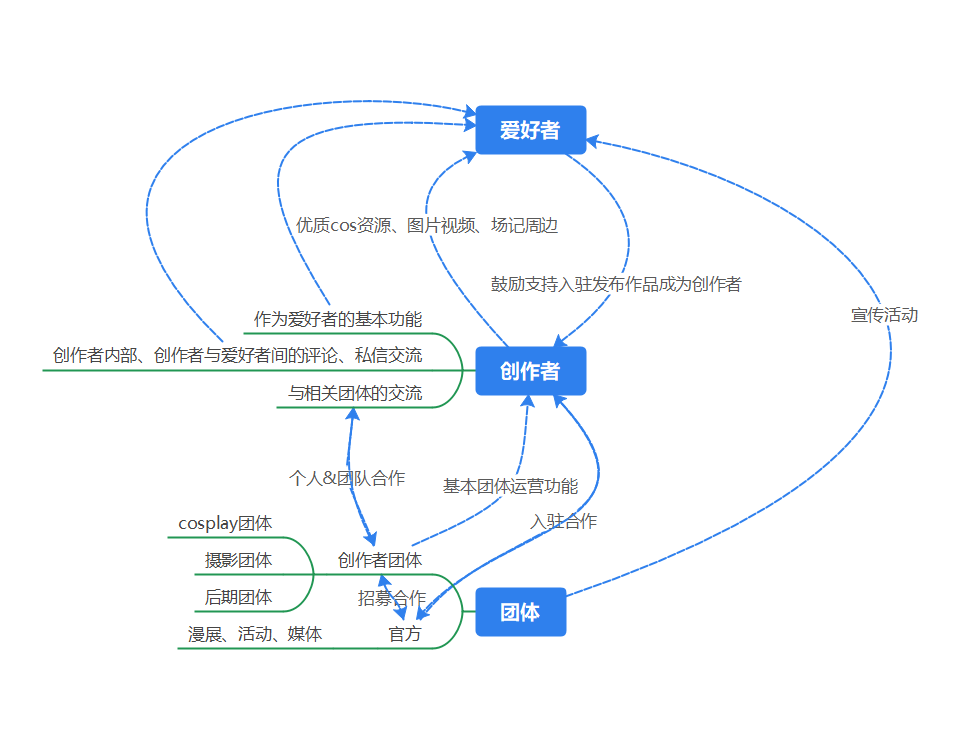 爱好者
优质cos资源、图片视频、场记周边
鼓励支持入驻发布作品成为创作者
宣传活动
作为爱好者的基本功能
创作者内部、创作者与爱好者间的评论、私信交流
创作者
与相关团体的交流
个人&团队合作
基本团体运营功能
入驻合作
cosplay团体
摄影团体
创作者团体
后期团体
招募合作
团体
漫展、活动、媒体
官方